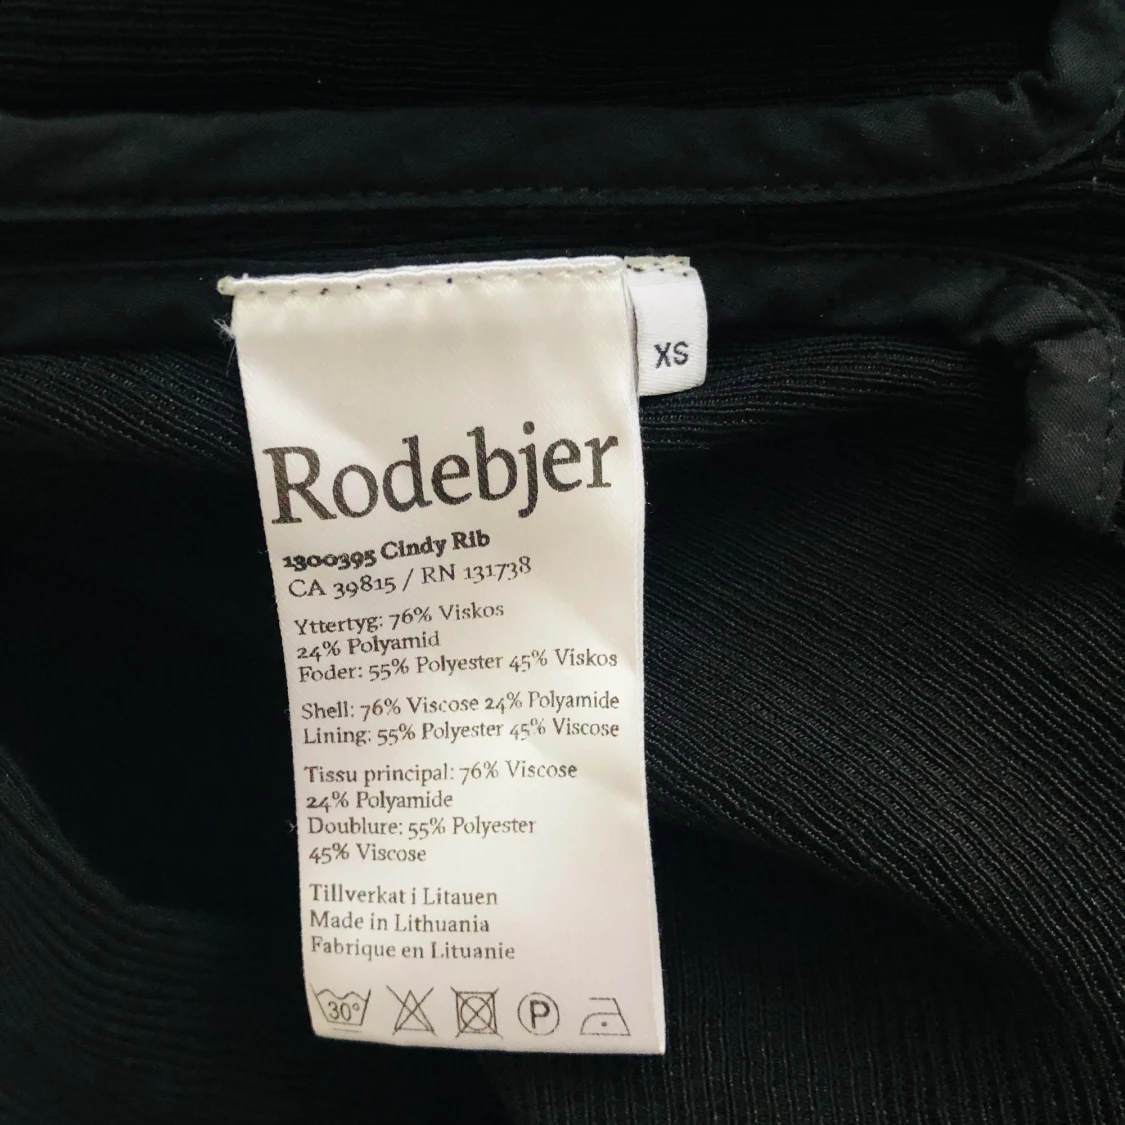 XS
Rodebjer
1300395 Cindy Rib
CA 39815 / RN 131738
Yttertyg: 76% Viskos
24% Polyamid
Foder: 55% Polyester 45% Viskos
Shell: 76% Viscose 24% Polyamide
Lining: 55% Polyester 45% Viscose
Tissu principal: 76% Viscose
24% Polyamide
Doublure: 55% Polyester
45% Viscose
Tillverkat i Litauen
Made in Lithuania
Fabrique en Lituanie
30° P